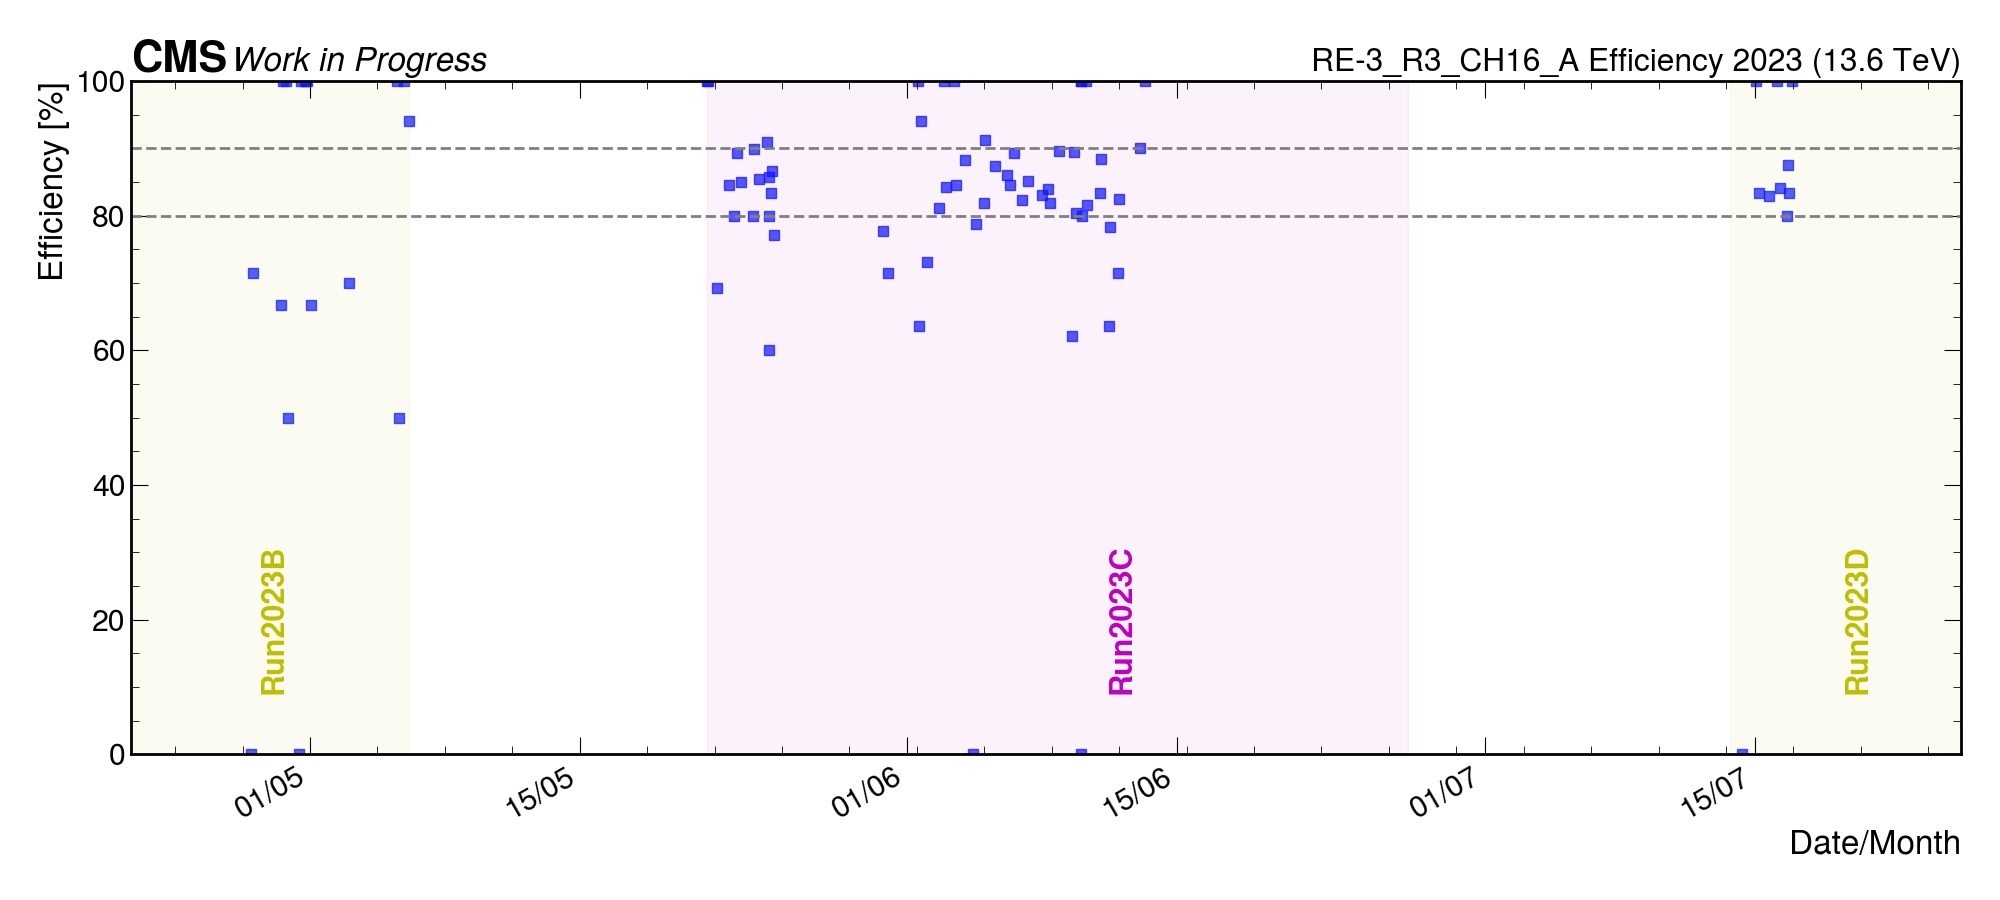 CMS Work in Progress
RE-3_R3_CH16_A Efficiency 2023 (13.6 TeV)
Efficiency [%]
100
80
60
40
20
0
Run2023B
Run2023C
Run2023D
01/05
15/05
01/06
15/06
01/07
15/07
Date/Month